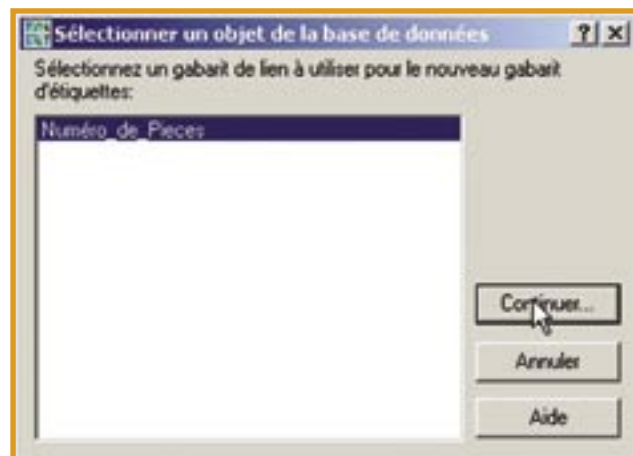 Sélectionner un objet de la base de données
Sélectionnez un gabarit de lien à utiliser pour le nouveau gabarit
d'étiquettes:
Numéro_de_Pieces
Continuer...
Annuler
Aide